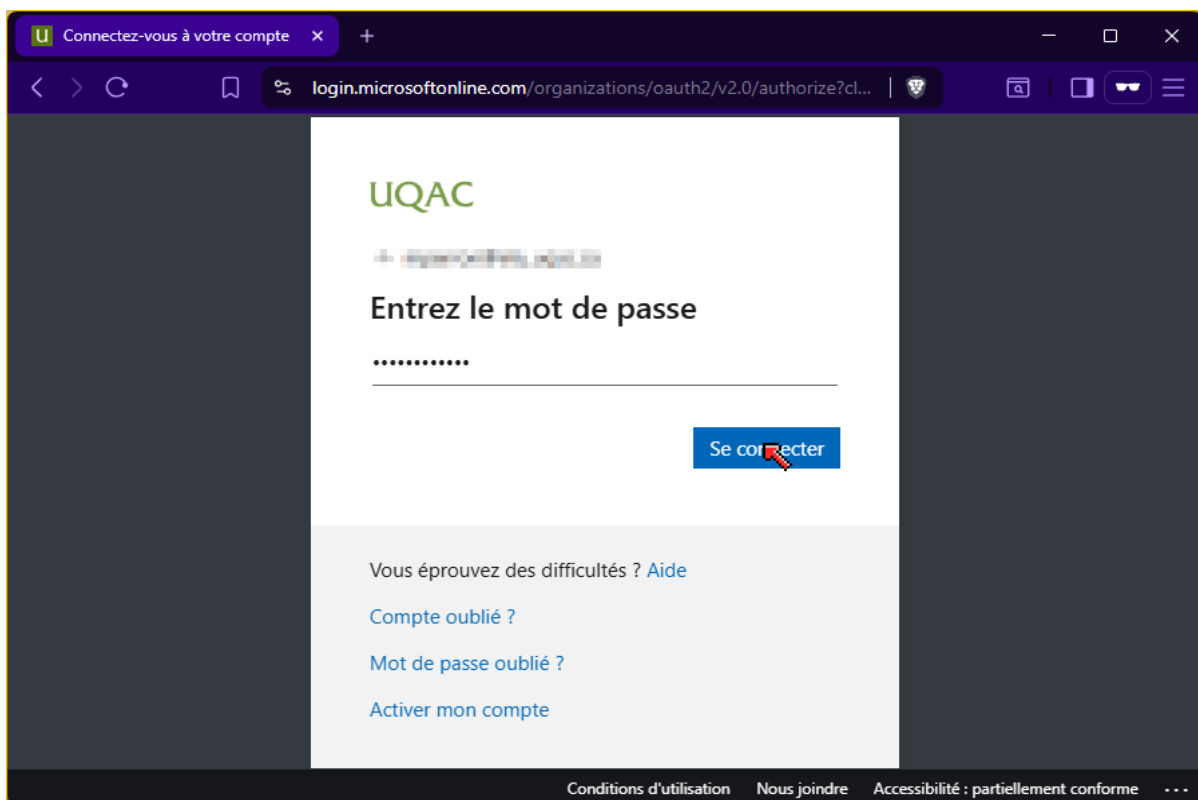 U Connectez-vous à votre compte
login.microsoftonline.com/organizations/oauth2/v2.0/authorize?cl...
UQAC
Entrez le mot de passe
••••••••••••
Se connecter
Vous éprouvez des difficultés ? Aide
Compte oublié ?
Mot de passe oublié ?
Activer mon compte
Conditions d'utilisation Nous joindre Accessibilité : partiellement conforme ...